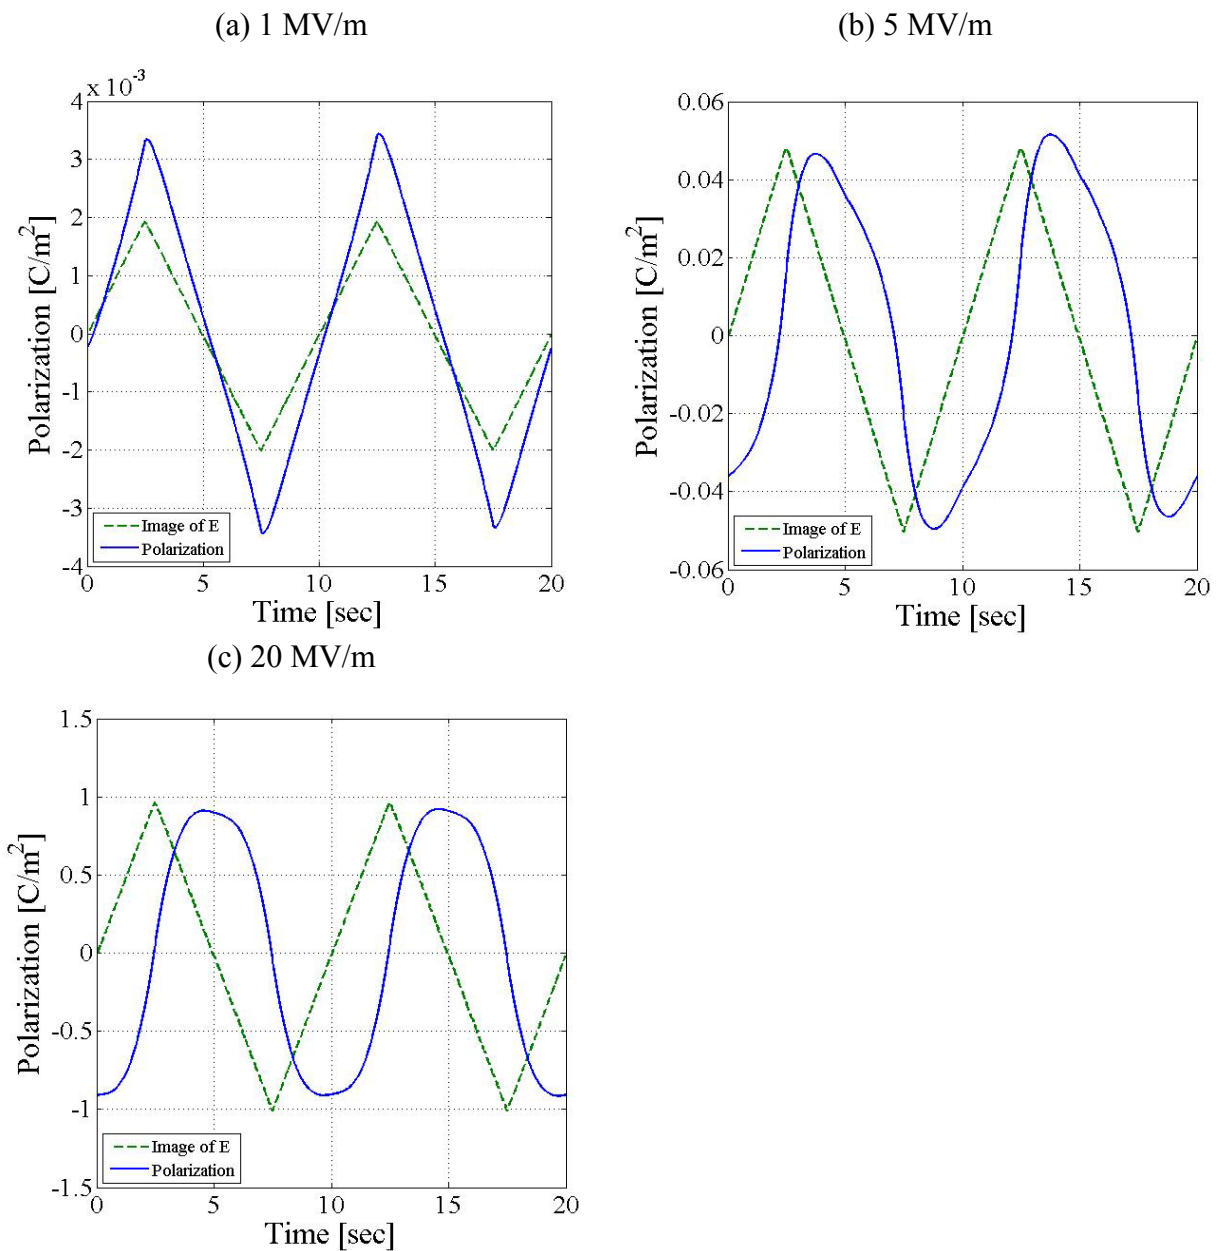 (a) 1 MV/m
x 10⁻³
4
3
2
1
0
-1
-2
-3
-4
Polarization [C/m²]
Image of E
Polarization
0 5 10 15 20
Time [sec]
(b) 5 MV/m
0.06
0.04
0.02
0
-0.02
-0.04
-0.06
Polarization [C/m²]
Image of E
Polarization
0 5 10 15 20
Time [sec]
(c) 20 MV/m
1.5
1
0.5
0
-0.5
-1
-1.5
Polarization [C/m²]
Image of E
Polarization
0 5 10 15 20
Time [sec]